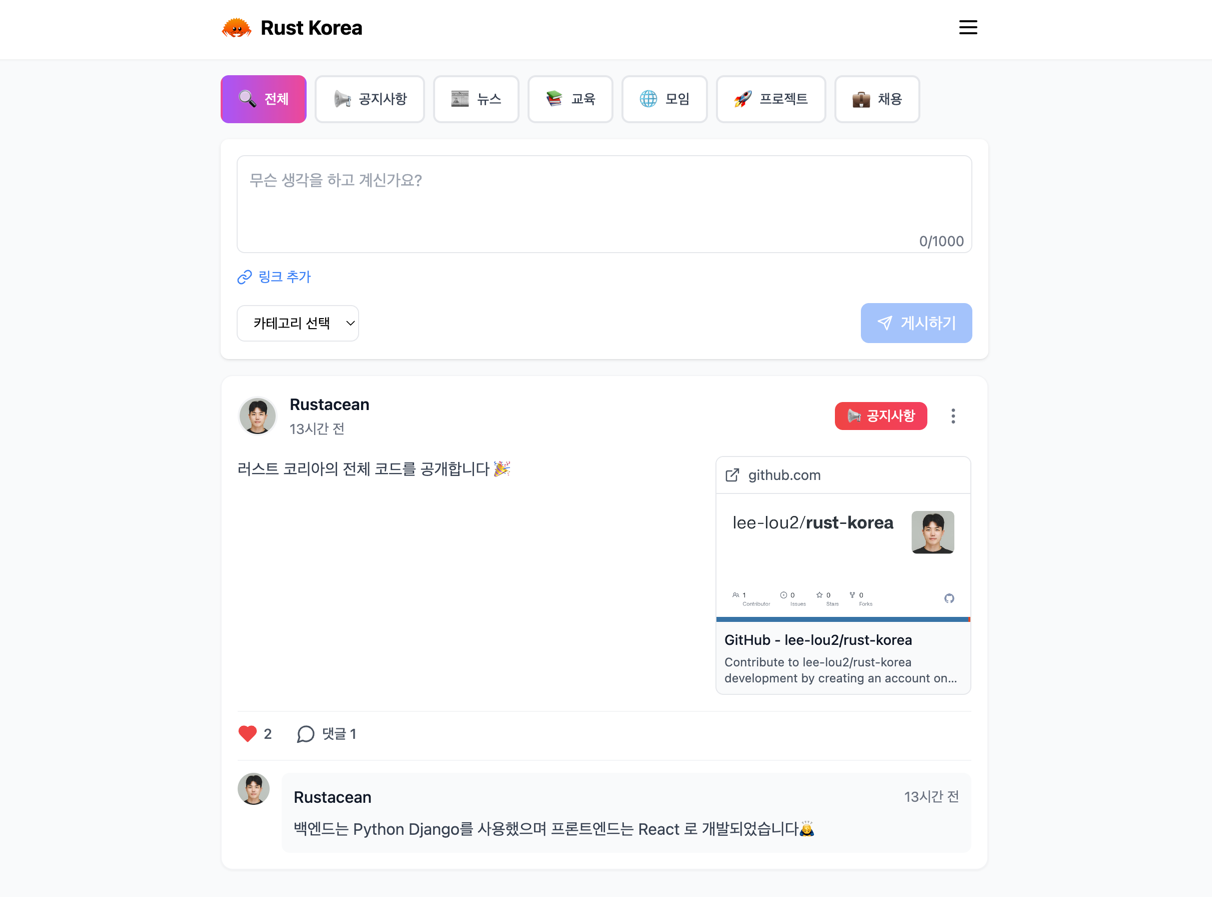 Rust Korea
전체
공지사항
뉴스
교육
모임
프로젝트
채용
무슨 생각을 하고 계신가요?
0/1000
링크 추가
카테고리 선택
게시하기
Rustacean
13시간 전
공지사항
러스트 코리아의 전체 코드를 공개합니다 🎉
github.com
lee-lou2/rust-korea
1 Contributor
0 Issues
0 Stars
0 Forks
GitHub - lee-lou2/rust-korea
Contribute to lee-lou2/rust-korea
development by creating an account on...
2
댓글 1
Rustacean
13시간 전
백엔드는 Python Django를 사용했으며 프론트엔드는 React 로 개발되었습니다🙇